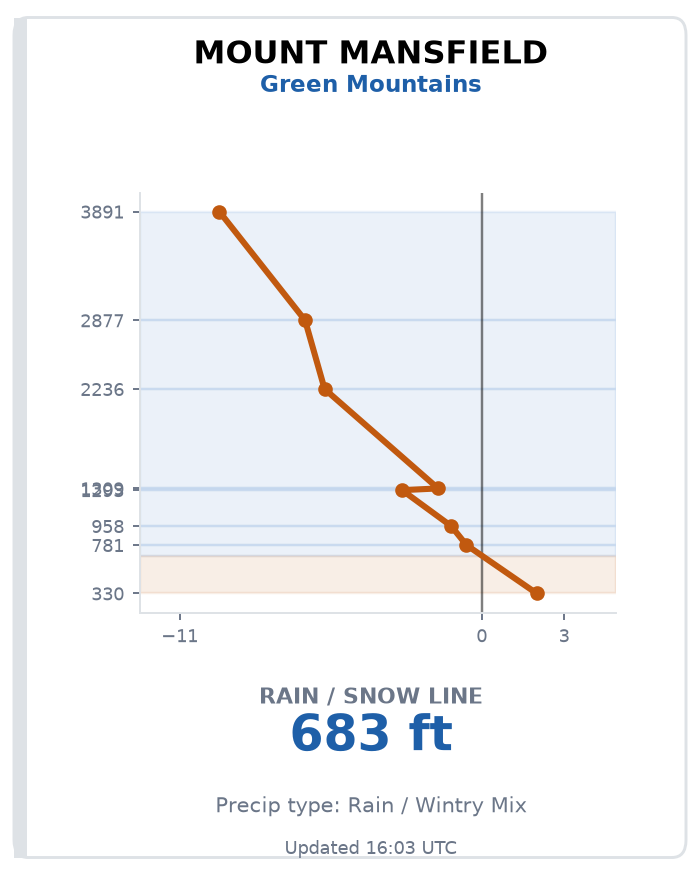 MOUNT MANSFIELD
Green Mountains
3891
2877
2236
958
781
330
−11 0 3
RAIN / SNOW LINE
683 ft
Precip type: Rain / Wintry Mix
Updated 16:03 UTC